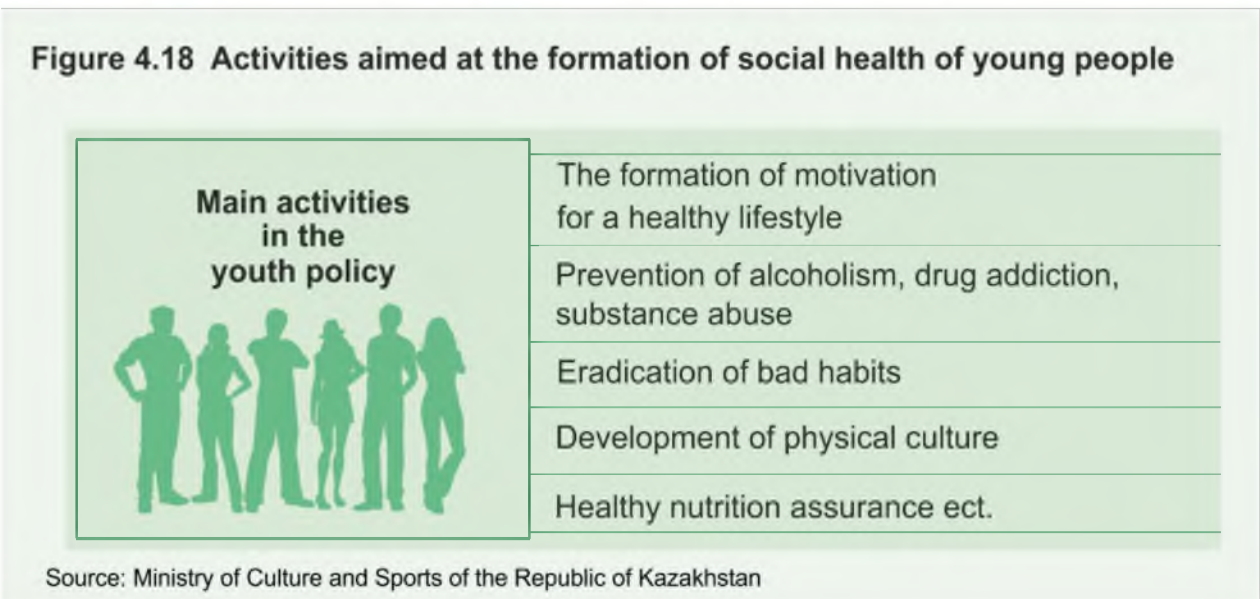 Figure 4.18 Activities aimed at the formation of social health of young people
Main activities
in the
youth policy
The formation of motivation
for a healthy lifestyle
Prevention of alcoholism, drug addiction,
substance abuse
Eradication of bad habits
Development of physical culture
Healthy nutrition assurance ect.
Source: Ministry of Culture and Sports of the Republic of Kazakhstan